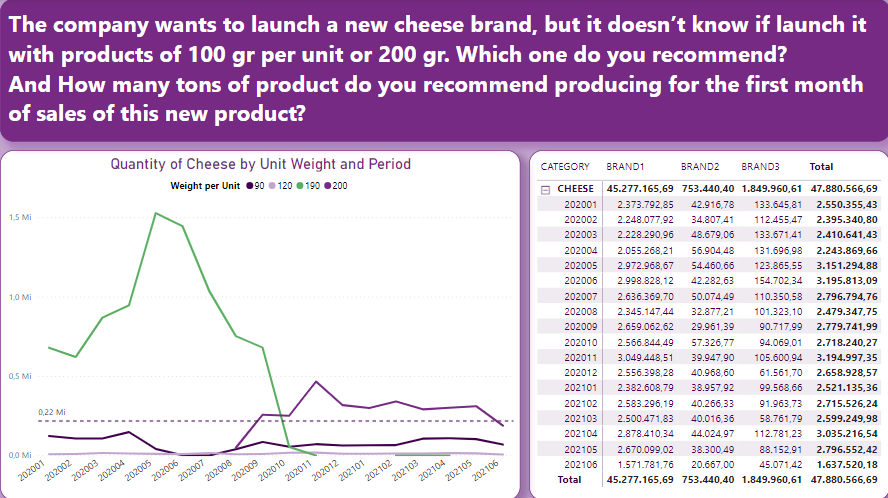 The company wants to launch a new cheese brand, but it doesn't know if launch it
with products of 100 gr per unit or 200 gr. Which one do you recommend?
And How many tons of product do you recommend producing for the first month
of sales of this new product?
Quantity of Cheese by Unit Weight and Period
Weight per Unit 90 120 190 200
1,5 Mi
1,0 Mi
0,5 Mi
0,22 Mi
0,0 Mi
202001 202002 202003 202004 202005 202006 202007 202008 202009 202010 202011 202012 202101 202102 202103 202104 202105 202106
CATEGORY BRAND1 BRAND2 BRAND3 Total
CHEESE 45.277.165,69 753.440,40 1.849.960,61 47.880.566,69
202001 2.373.792,85 42.916,78 133.645,81 2.550.355,43
202002 2.248.077,92 34.807,41 112.455,47 2.395.340,80
202003 2.228.290,96 48.679,06 133.671,41 2.410.641,43
202004 2.055.268,21 56.904,48 131.696,98 2.243.869,66
202005 2.972.968,67 54.460,66 123.865,55 3.151.294,88
202006 2.998.828,12 42.282,63 154.702,34 3.195.813,09
202007 2.636.369,70 50.074,49 110.350,58 2.796.794,76
202008 2.345.147,44 32.877,21 101.323,10 2.479.347,75
202009 2.659.062,62 29.961,39 90.717,99 2.779.741,99
202010 2.566.844,49 57.326,77 94.069,01 2.718.240,27
202011 3.049.448,51 39.947,90 105.600,94 3.194.997,35
202012 2.556.398,28 40.968,60 61.561,70 2.658.928,57
202101 2.382.608,79 38.957,92 99.568,66 2.521.135,36
202102 2.583.296,19 40.266,33 91.963,73 2.715.526,24
202103 2.500.471,83 40.016,36 58.761,79 2.599.249,98
202104 2.878.410,34 44.024,97 112.781,23 3.035.216,54
202105 2.670.099,02 38.300,49 88.152,91 2.796.552,42
202106 1.571.781,76 20.667,00 45.071,42 1.637.520,18
Total 45.277.165,69 753.440,40 1.849.960,61 47.880.566,69